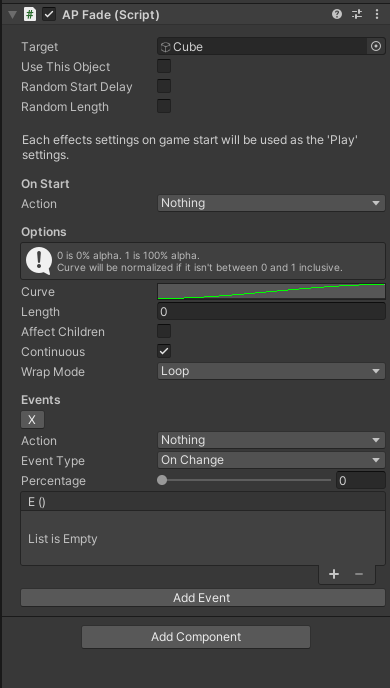 AP Fade (Script)
Target Cube
Use This Object
Random Start Delay
Random Length
Each effects settings on game start will be used as the 'Play'
settings.
On Start
Action Nothing
Options
0 is 0% alpha. 1 is 100% alpha.
Curve will be normalized if it isn't between 0 and 1 inclusive.
Curve
Length 0
Affect Children
Continuous
Wrap Mode Loop
Events
X
Action Nothing
Event Type On Change
Percentage 0
E ()
List is Empty
+ −
Add Event
Add Component